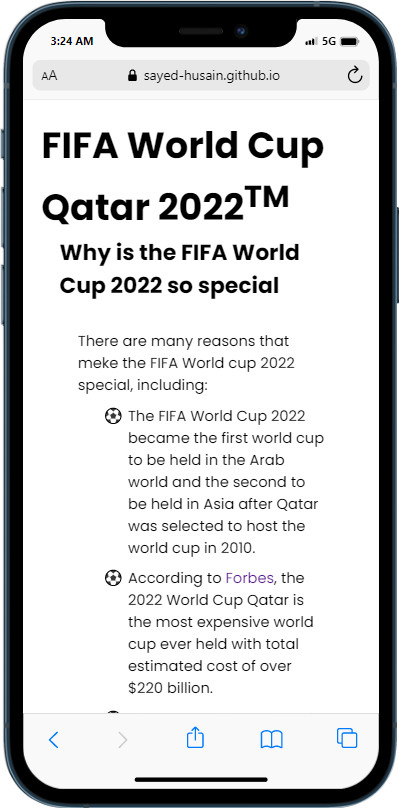 3:24 AM 5G
AA sayed-husain.github.io
FIFA World Cup
Qatar 2022TM
Why is the FIFA World
Cup 2022 so special
There are many reasons that
meke the FIFA World cup 2022
special, including:
The FIFA World Cup 2022
became the first world cup
to be held in the Arab
world and the second to
be held in Asia after Qatar
was selected to host the
world cup in 2010.
According to Forbes, the
2022 World Cup Qatar is
the most expensive world
cup ever held with total
estimated cost of over
$220 billion.